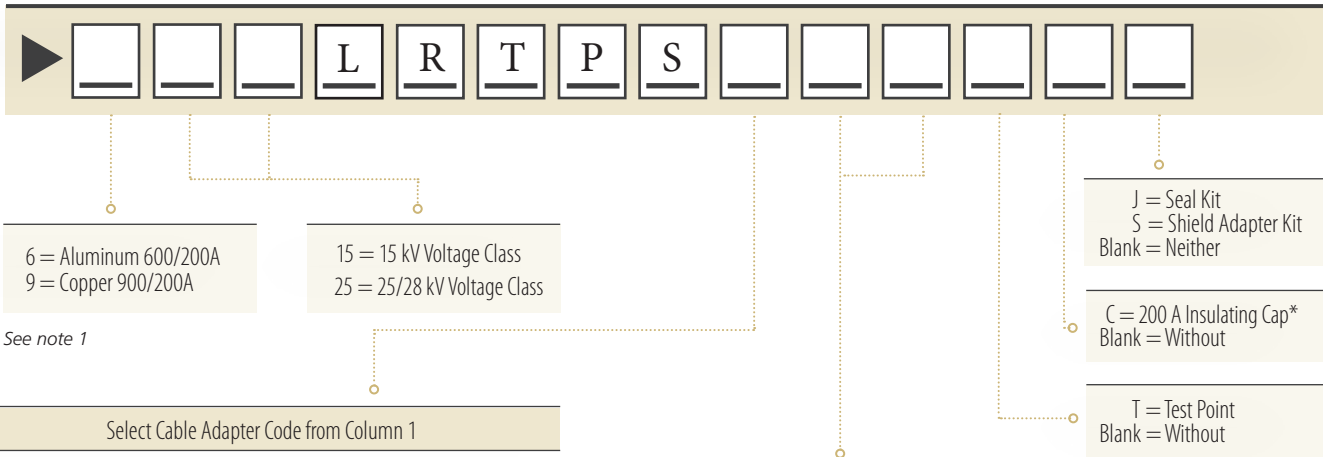 L R T P S
6 = Aluminum 600/200A
9 = Copper 900/200A
See note 1
15 = 15 kV Voltage Class
25 = 25/28 kV Voltage Class
Select Cable Adapter Code from Column 1
J = Seal Kit
S = Shield Adapter Kit
Blank = Neither
C = 200 A Insulating Cap*
Blank = Without
T = Test Point
Blank = Without